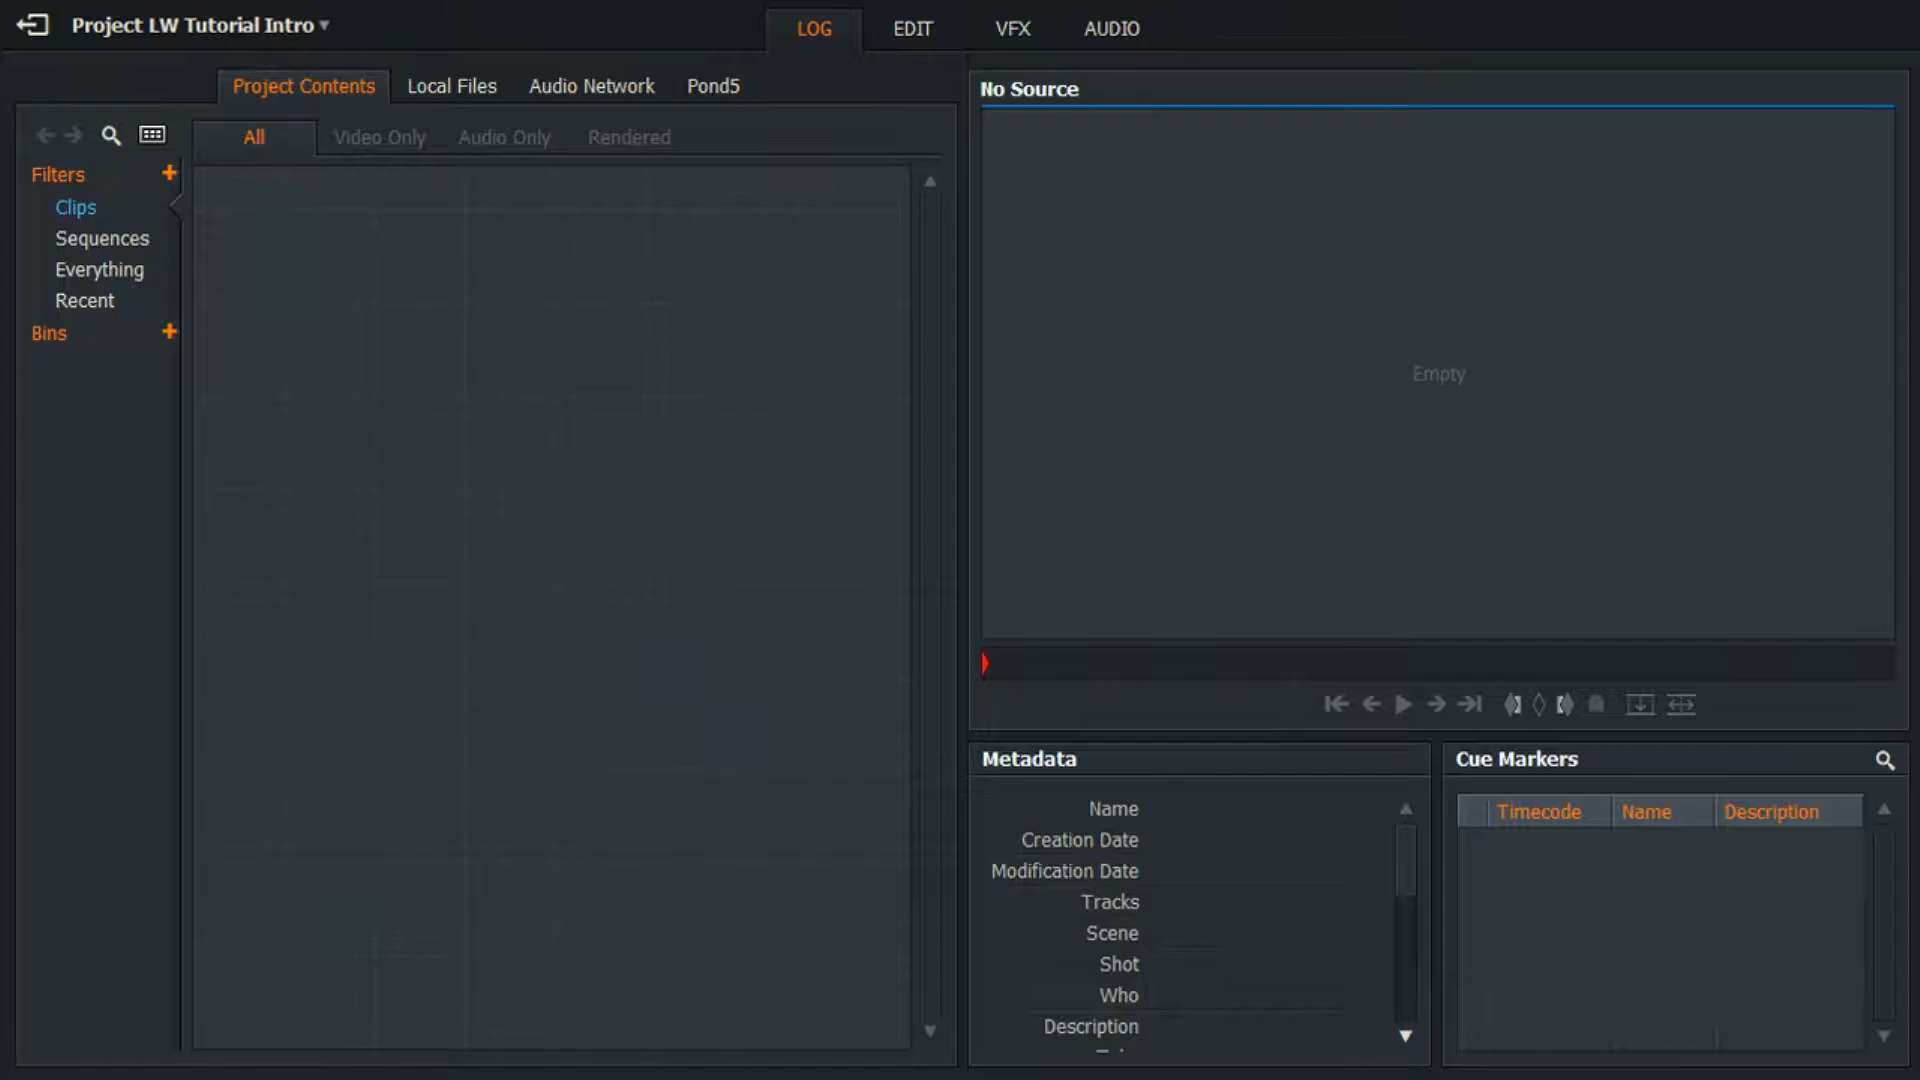 Project LW Tutorial Intro
LOG
EDIT
VFX
AUDIO
Project Contents
Local Files
Audio Network
Pond5
All
Video Only
Audio Only
Rendered
Filters
Clips
Sequences
Everything
Recent
Bins
No Source
Empty
Metadata
Name
Creation Date
Modification Date
Tracks
Scene
Shot
Who
Description
Cue Markers
Timecode
Name
Description